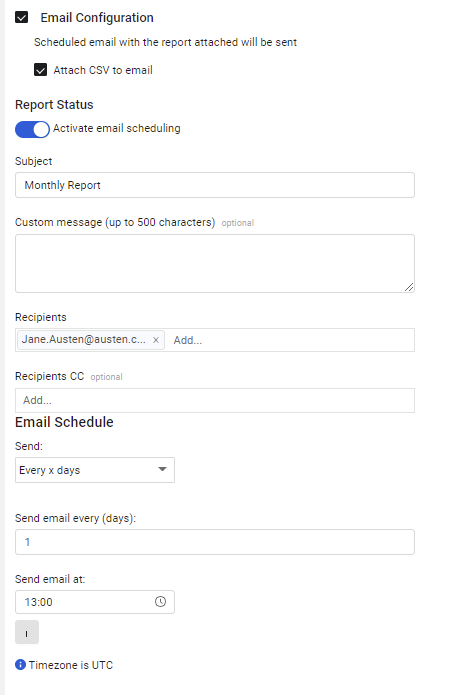 Email Configuration
Scheduled email with the report attached will be sent
Attach CSV to email
Report Status
Activate email scheduling
Subject
Monthly Report
Custom message (up to 500 characters) optional
Recipients
Jane.Austen@austen.c... × Add...
Recipients CC optional
Add...
Email Schedule
Send:
Every x days
Send email every (days):
1
Send email at:
13:00
Timezone is UTC